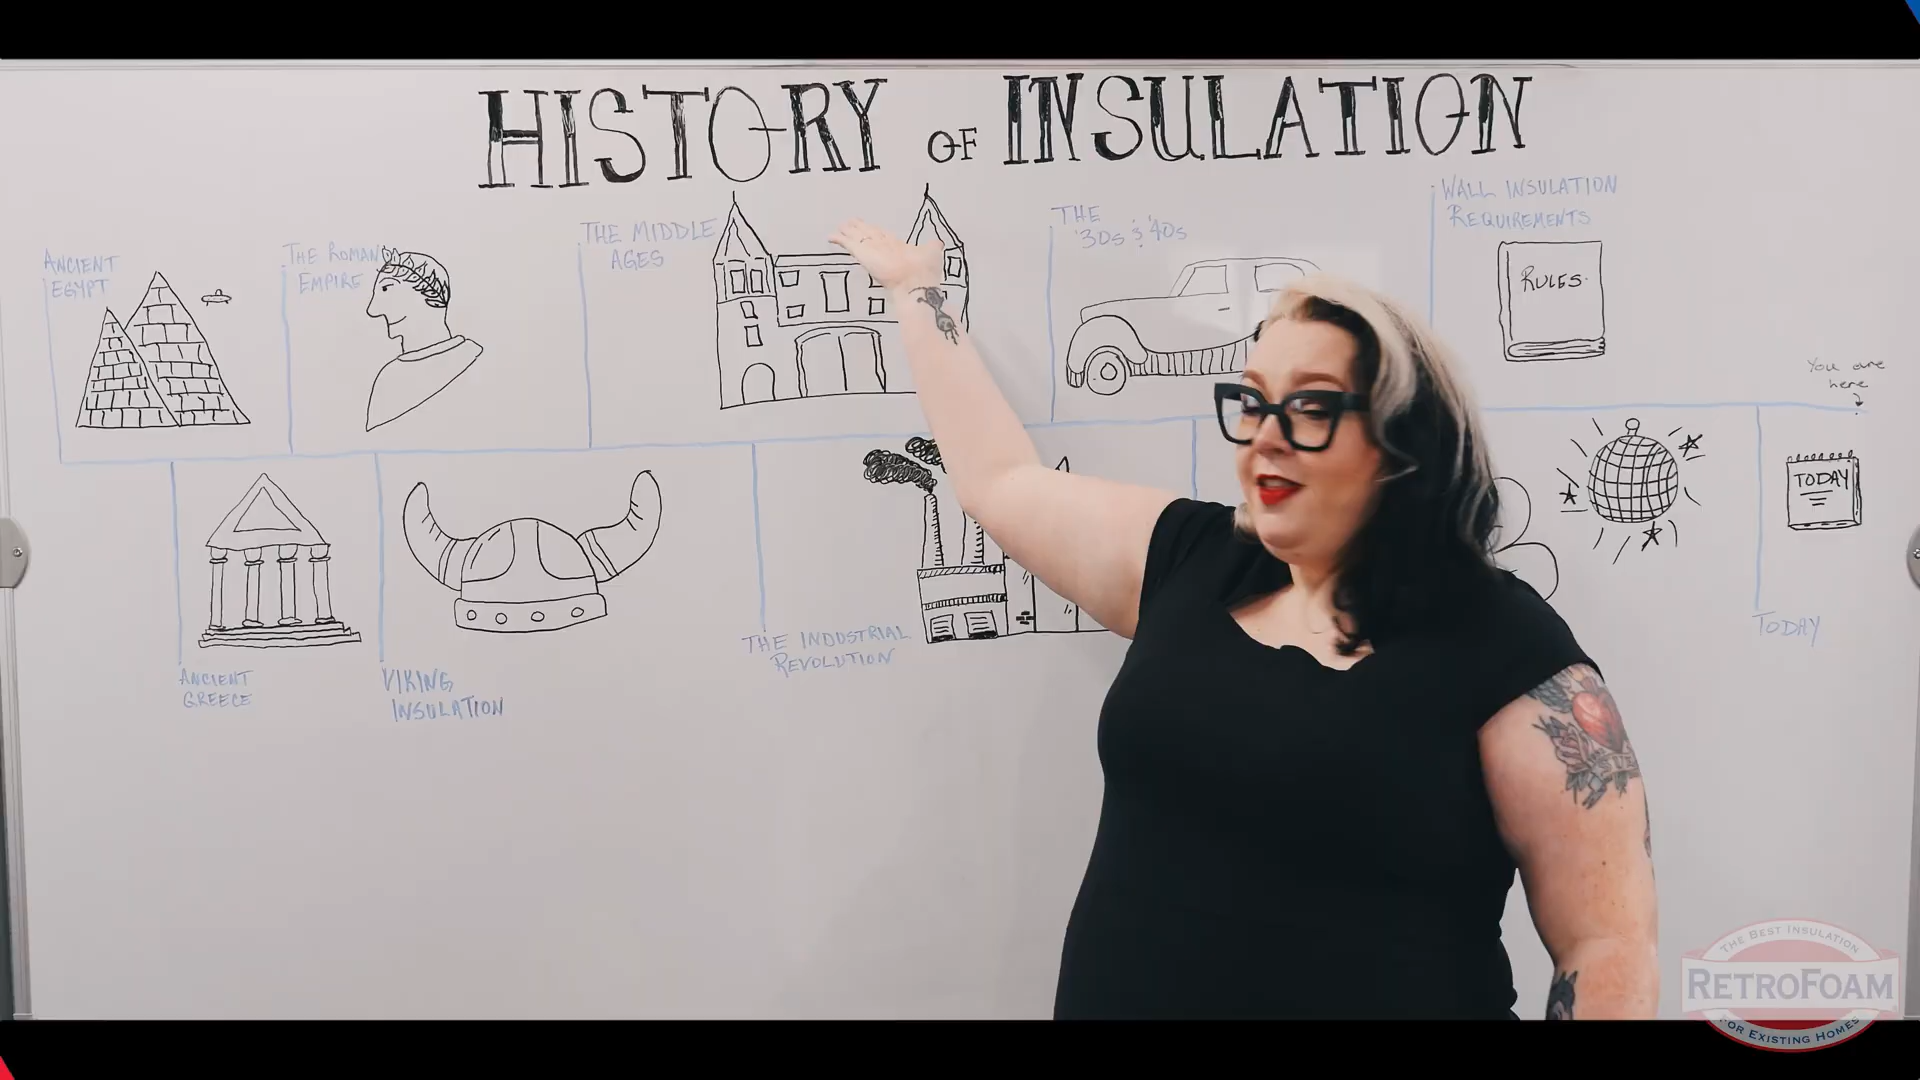 HISTORY OF INSULATION
ANCIENT
EGYPT
THE ROMAN
EMPIRE
THE MIDDLE
AGES
THE
'30s & '40s
WALL INSULATION
REQUIREMENTS
RULES
You are
here
TODAY
ANCIENT
GREECE
VIKING
INSULATION
THE INDUSTRIAL
REVOLUTION
TODAY
THE BEST INSULATION
RETROFOAM
FOR EXISTING HOMES